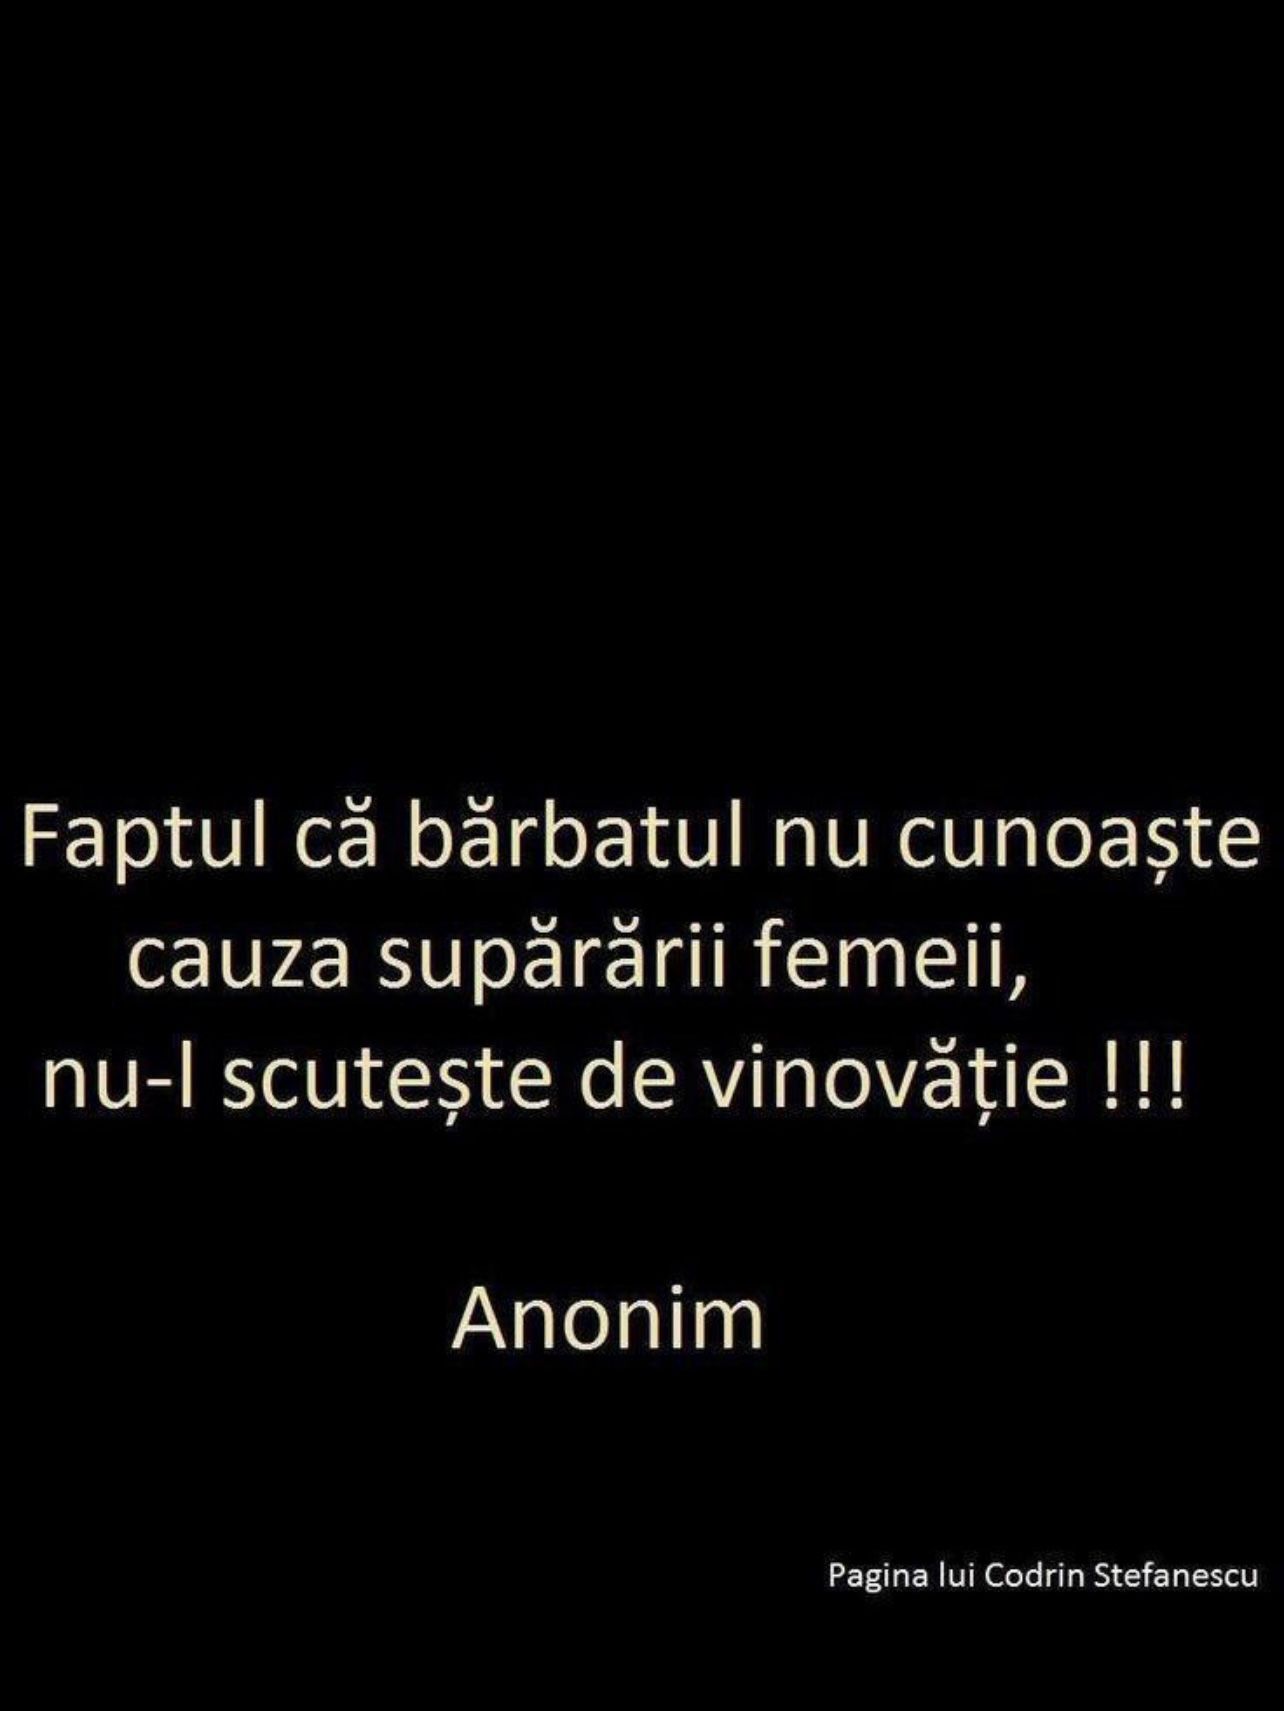 Faptul că bărbatul nu cunoaște
cauza supărării femeii,
nu-l scutește de vinovăție !!!
Anonim
Pagina lui Codrin Stefanescu